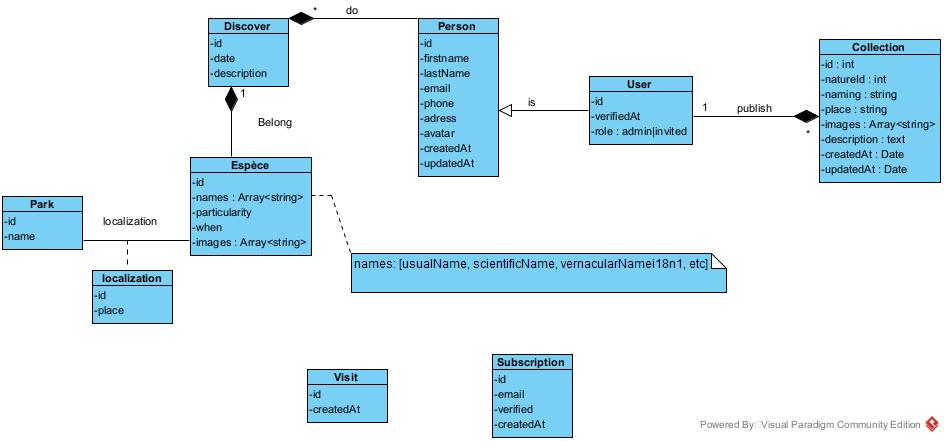 Discover
-id
-date
-description
*
do
Person
-id
-firstname
-lastName
-email
-phone
-adress
-avatar
-createdAt
-updatedAt
is
User
-id
-verifiedAt
-role : admin|invited
1
publish
*
Collection
-id : int
-natureId : int
-naming : string
-place : string
-images : Array<string>
-description : text
-createdAt : Date
-updatedAt : Date
1
Belong
Espèce
-id
-names : Array<string>
-particularity
-when
-images : Array<string>
Park
-id
-name
localization
localization
-id
-place
names: [usualName, scientificName, vernacularNamei18n1, etc]
Visit
-id
-createdAt
Subscription
-id
-email
-verified
-createdAt
Powered By Visual Paradigm Community Edition